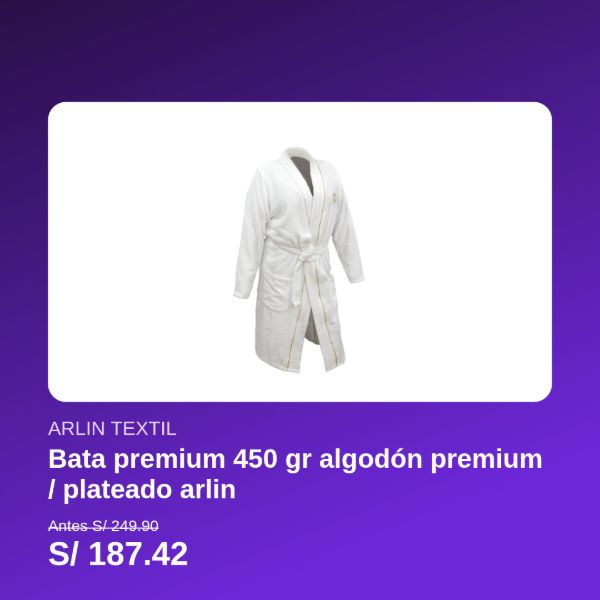 ARLIN TEXTIL
Bata premium 450 gr algodón premium
/ plateado arlin
Antes S/ 249.90
S/ 187.42